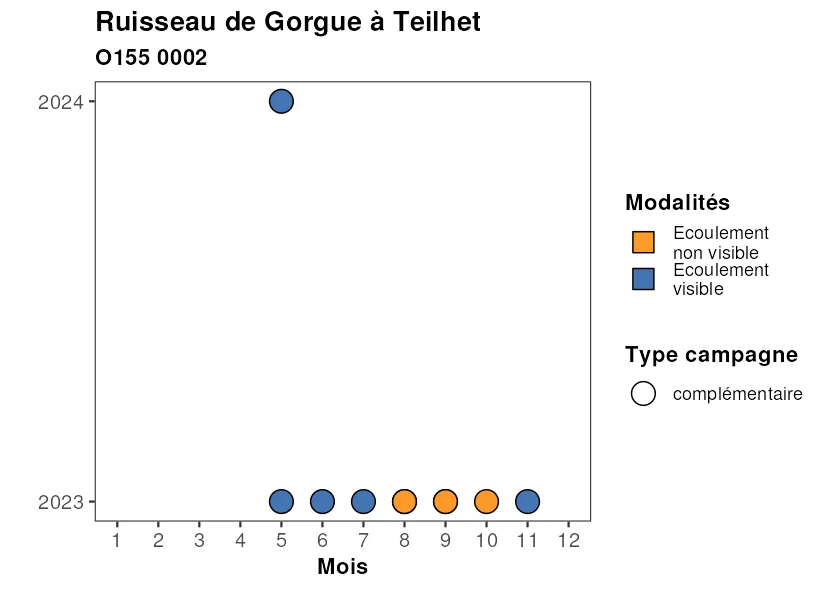 Ruisseau de Gorgue à Teilhet
O155 0002
2024
2023
1 2 3 4 5 6 7 8 9 10 11 12
Mois
Modalités
Ecoulement
non visible
Ecoulement
visible
Type campagne
complémentaire